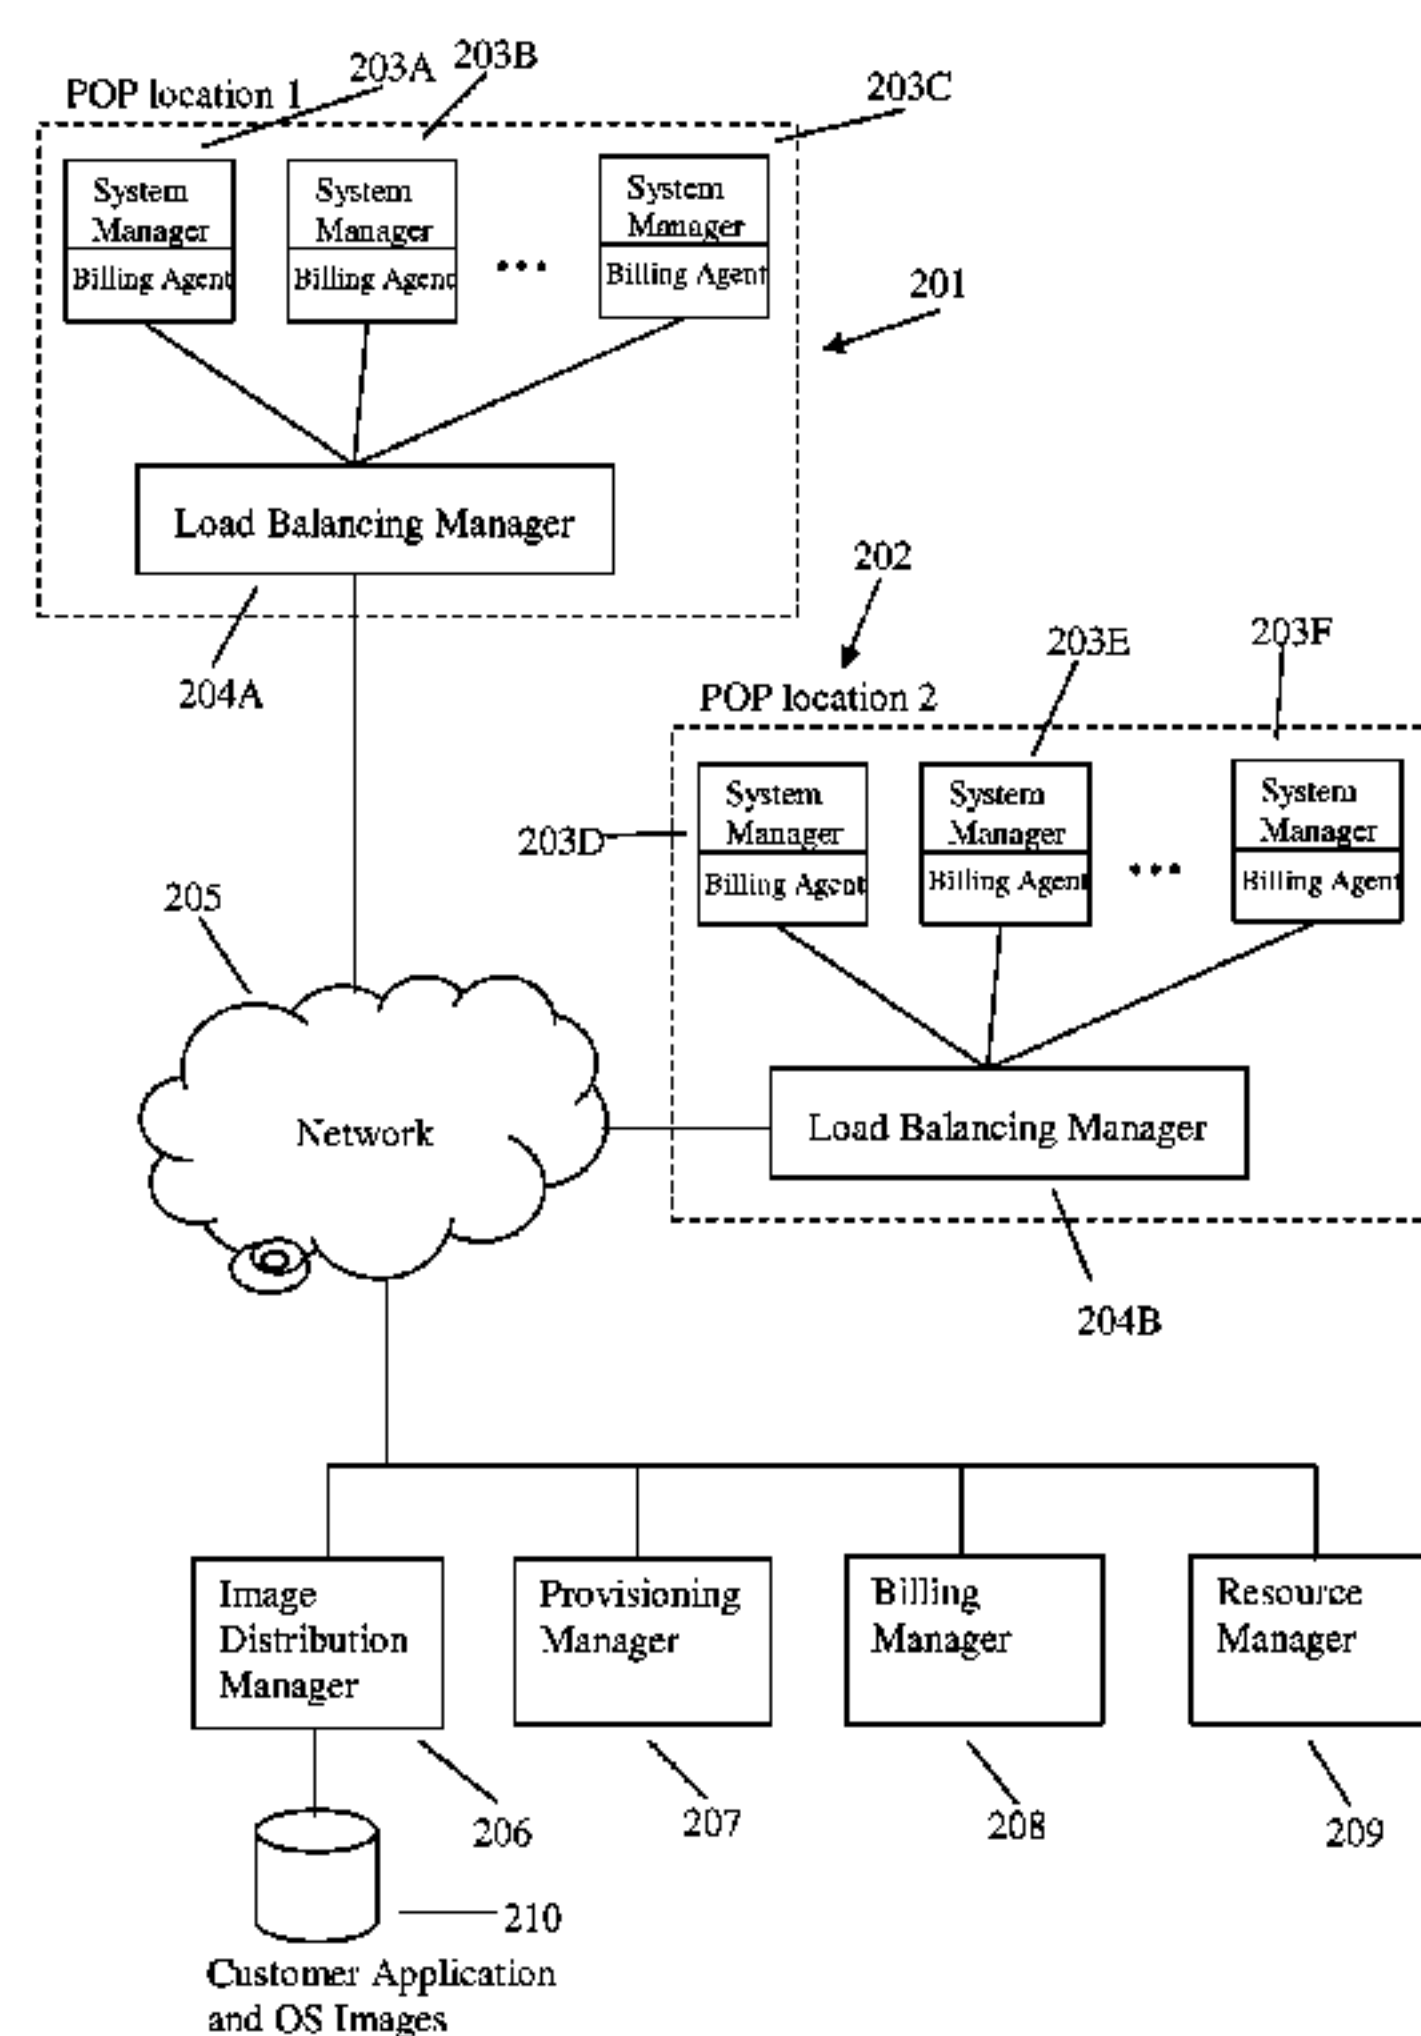 203A
203B
203C
POP location 1
System
Manager
Billing Agent
System
Manager
Billing Agent
System
Manager
Billing Agent
201
Load Balancing Manager
204A
202
203E
203F
POP location 2
203D
System
Manager
Billing Agent
System
Manager
Billing Agent
System
Manager
Billing Agent
205
Network
Load Balancing Manager
204B
Image
Distribution
Manager
Provisioning
Manager
Billing
Manager
Resource
Manager
206
207
208
209
210
Customer Application
and OS Images